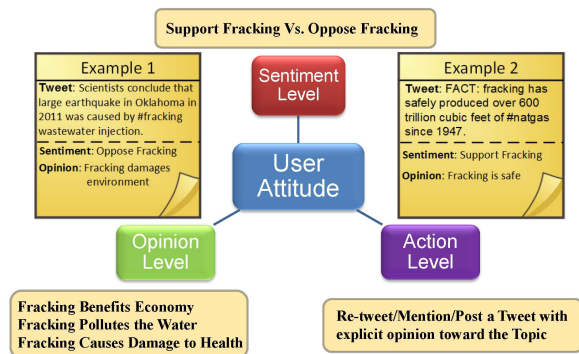 Support Fracking Vs. Oppose Fracking
Example 1
Tweet: Scientists conclude that
large earthquake in Oklahoma in
2011 was caused by #fracking
wastewater injection.
Sentiment: Oppose Fracking
Opinion: Fracking damages
environment
Sentiment
Level
Example 2
Tweet: FACT: fracking has
safely produced over 600
trillion cubic feet of #natgas
since 1947.
Sentiment: Support Fracking
Opinion: Fracking is safe
User
Attitude
Opinion
Level
Action
Level
Fracking Benefits Economy
Fracking Pollutes the Water
Fracking Causes Damage to Health
Re-tweet/Mention/Post a Tweet with
explicit opinion toward the Topic